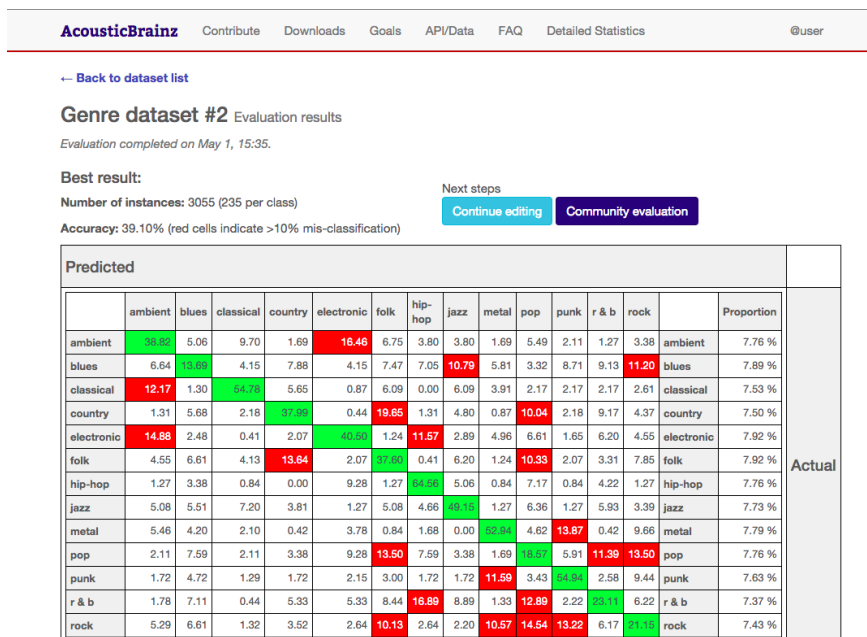 AcousticBrainz Contribute Downloads Goals API/Data FAQ Detailed Statistics @user
← Back to dataset list
Genre dataset #2 Evaluation results
Evaluation completed on May 1, 15:35.
Best result:
Number of instances: 3055 (235 per class)
Accuracy: 39.10% (red cells indicate >10% mis-classification)
Next steps
Continue editing Community evaluation
Predicted
ambient blues classical country electronic folk hip-hop jazz metal pop punk r & b rock Proportion
ambient 38.82 5.06 9.70 1.69 16.46 6.75 3.80 3.80 1.69 5.49 2.11 1.27 3.38 ambient 7.76 %
blues 6.64 13.69 4.15 7.88 4.15 7.47 7.05 10.79 5.81 3.32 8.71 9.13 11.20 blues 7.89 %
classical 12.17 1.30 54.78 5.65 0.87 6.09 0.00 6.09 3.91 2.17 2.17 2.17 2.61 classical 7.53 %
country 1.31 5.68 2.18 37.99 0.44 19.65 1.31 4.80 0.87 10.04 2.18 9.17 4.37 country 7.50 %
electronic 14.88 2.48 0.41 2.07 40.50 1.24 11.57 2.89 4.96 6.61 1.65 6.20 4.55 electronic 7.92 %
folk 4.55 6.61 4.13 13.64 2.07 37.60 0.41 6.20 1.24 10.33 2.07 3.31 7.85 folk 7.92 %
hip-hop 1.27 3.38 0.84 0.00 9.28 1.27 64.56 5.06 0.84 7.17 0.84 4.22 1.27 hip-hop 7.76 %
jazz 5.08 5.51 7.20 3.81 1.27 5.08 4.66 49.15 1.27 6.36 1.27 5.93 3.39 jazz 7.73 %
metal 5.46 4.20 2.10 0.42 3.78 0.84 1.68 0.00 52.94 4.62 13.87 0.42 9.66 metal 7.79 %
pop 2.11 7.59 2.11 3.38 9.28 13.50 7.59 3.38 1.69 18.57 5.91 11.39 13.50 pop 7.76 %
punk 1.72 4.72 1.29 1.72 2.15 3.00 1.72 1.72 11.59 3.43 54.94 2.58 9.44 punk 7.63 %
r & b 1.78 7.11 0.44 5.33 5.33 8.44 16.89 8.89 1.33 12.89 2.22 23.11 6.22 r & b 7.37 %
rock 5.29 6.61 1.32 3.52 2.64 10.13 2.64 2.20 10.57 14.54 13.22 6.17 21.15 rock 7.43 %
Actual